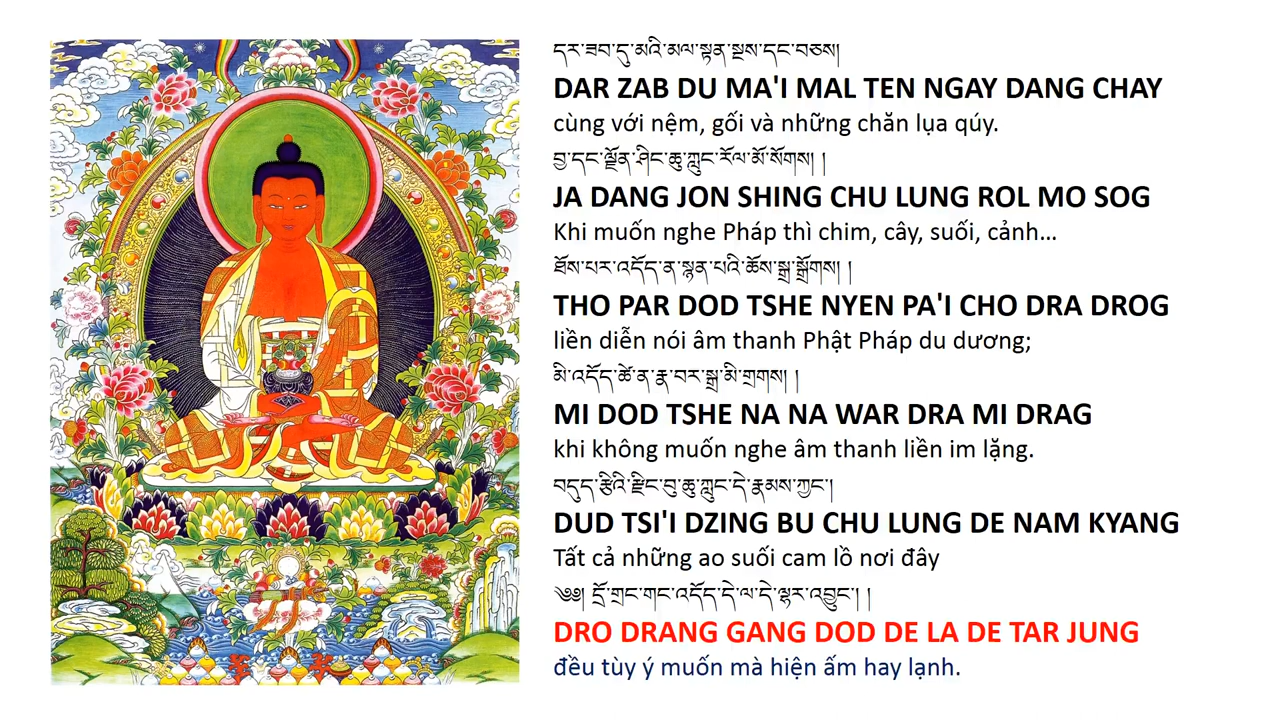 དར་ཟབ་དུ་མའི་མལ་སྟན་སྔས་དང་བཅས།
DAR ZAB DU MA'I MAL TEN NGAY DANG CHAY
cùng với nệm, gối và những chăn lụa qúy.
བྱ་དང་ལྗོན་ཤིང་ཆུ་ཀླུང་རོལ་མོ་སོགས། །
JA DANG JON SHING CHU LUNG ROL MO SOG
Khi muốn nghe Pháp thì chim, cây, suối, cảnh...
ཐོས་པར་འདོད་ན་སྙན་པའི་ཆོས་སྒྲ་སྒྲོགས། །
THO PAR DOD TSHE NYEN PA'I CHO DRA DROG
liền diễn nói âm thanh Phật Pháp du dương;
མི་འདོད་ཚེ་ན་རྣ་བར་སྒྲ་མི་གྲགས། །
MI DOD TSHE NA NA WAR DRA MI DRAG
khi không muốn nghe âm thanh liền im lặng.
བདུད་རྩིའི་རྫིང་བུ་ཆུ་ཀླུང་དེ་རྣམས་ཀྱང་།
DUD TSI'I DZING BU CHU LUNG DE NAM KYANG
Tất cả những ao suối cam lồ nơi đây
༄༅། དྲོ་གྲང་གང་འདོད་དེ་ལ་དེ་ལྟར་འབྱུང་། །
DRO DRANG GANG DOD DE LA DE TAR JUNG
đều tùy ý muốn mà hiện ấm hay lạnh.